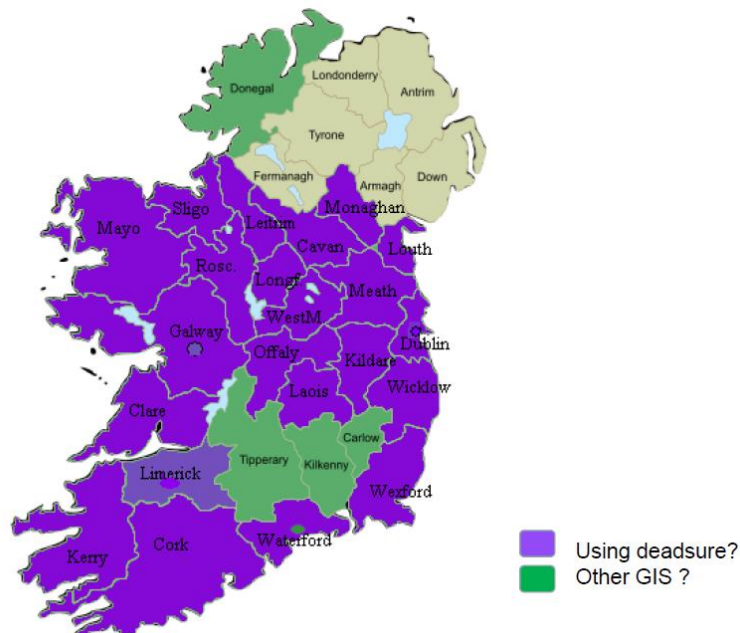 Donegal
Londonderry
Antrim
Tyrone
Fermanagh
Armagh
Down
Monaghan
Sligo
Leitrim
Mayo
Cavan
Louth
Rosc.
Longf
Meath
WestM
Galway
Dublin
Offaly
Kildare
Laois
Wicklow
Clare
Carlow
Tipperary
Kilkenny
Limerick
Wexford
Waterford
Cork
Kerry
Using deadsure?
Other GIS ?